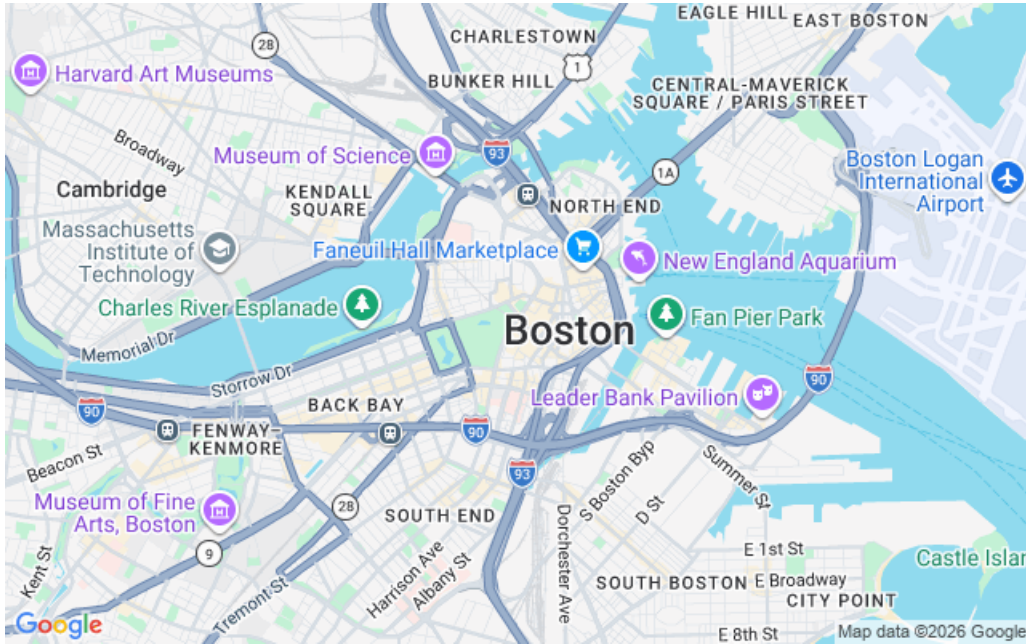 EAGLE HILL
EAST BOSTON
28
CHARLESTOWN
1
Harvard Art Museums
BUNKER HILL
CENTRAL-MAVERICK
SQUARE / PARIS STREET
Broadway
Museum of Science
93
1A
Boston Logan
International
Airport
Cambridge
KENDALL
SQUARE
NORTH END
Massachusetts
Institute of
Technology
Faneuil Hall Marketplace
New England Aquarium
Charles River Esplanade
Fan Pier Park
Boston
Memorial Dr
Storrow Dr
90
Leader Bank Pavilion
90
BACK BAY
90
FENWAY-
KENMORE
Beacon St
93
S Boston Byp
Summer St
D St
Museum of Fine
Arts, Boston
28
SOUTH END
Dorchester Ave
9
Kent St
Tremont St
Harrison Ave
Albany St
E 1st St
Castle Islan
SOUTH BOSTON
E Broadway
CITY POINT
E 8th St
Google
Map data ©2026 Google